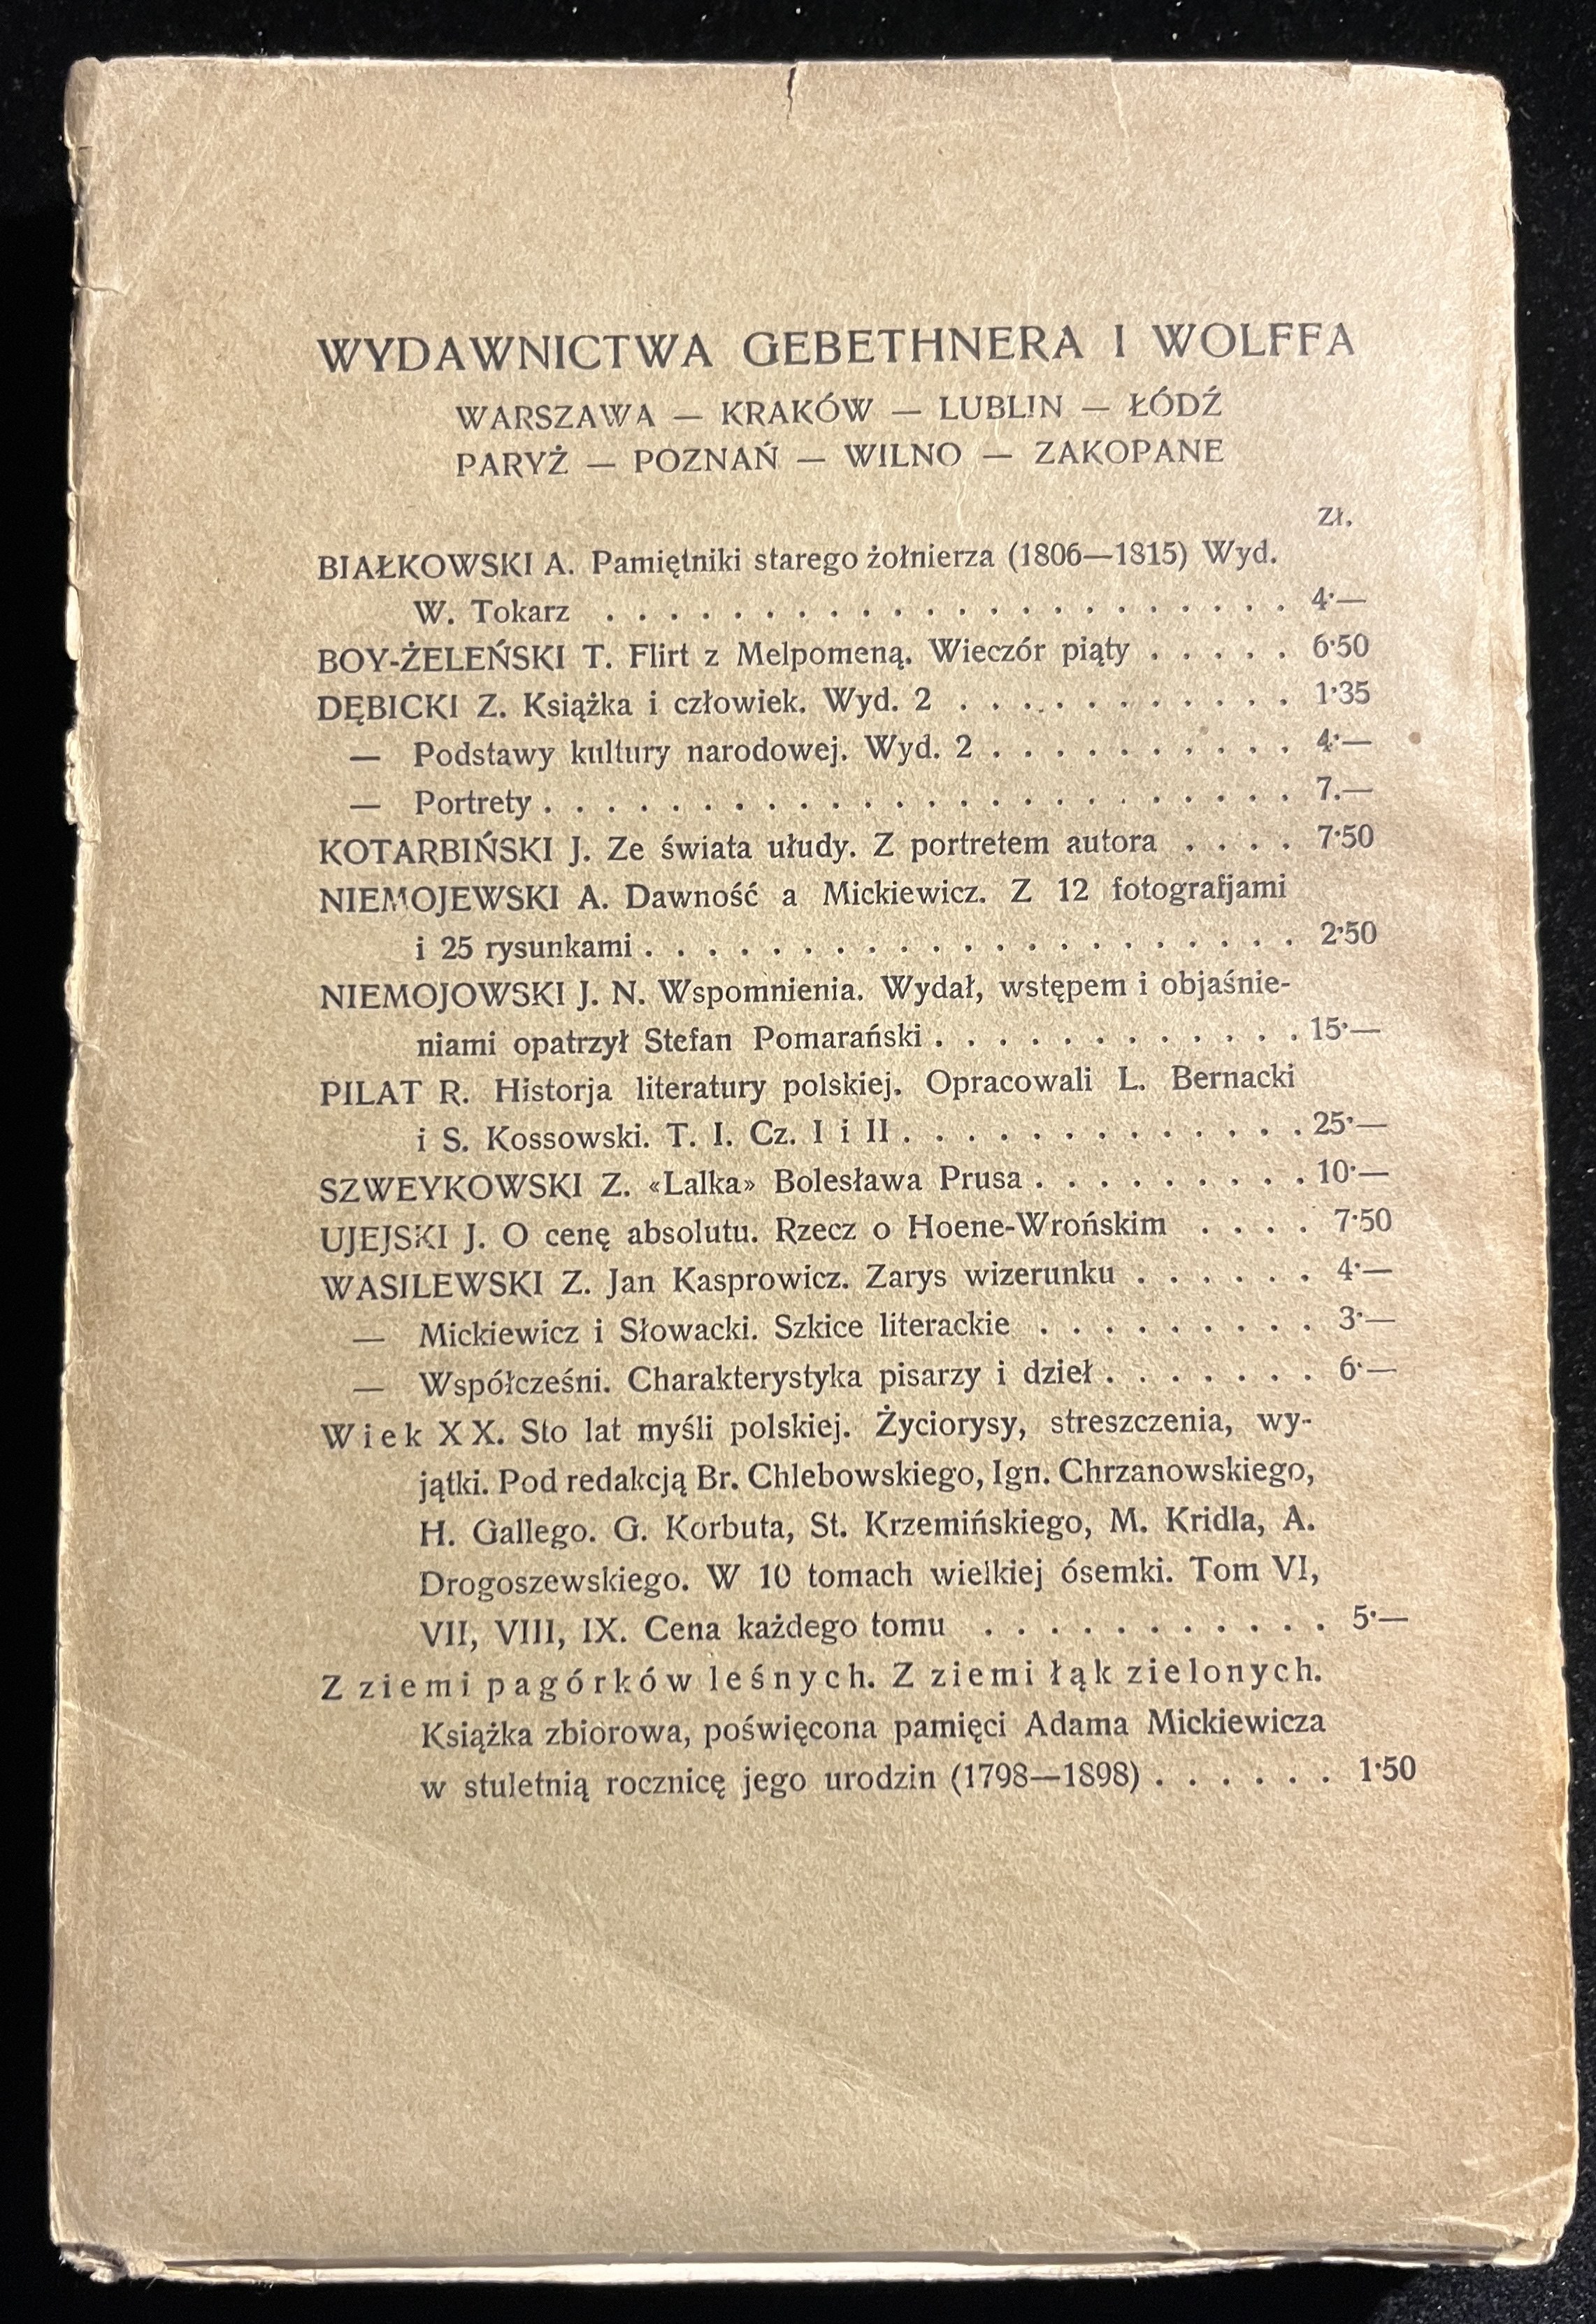 WYDAWNICTWA GEBETHNERA I WOLFFA
WARSZAWA — KRAKÓW — LUBLIN — ŁÓDŹ
PARYŻ — POZNAŃ — WILNO — ZAKOPANE
Zł.
BIAŁKOWSKI A. Pamiętniki starego żołnierza (1806—1815) Wyd.
W. Tokarz . . . . . . . . . . . . . . . . . . . . . . 4·—
BOY-ŻELEŃSKI T. Flirt z Melpomeną. Wieczór piąty . . . . . 6·50
DĘBICKI Z. Książka i człowiek. Wyd. 2 . . . . . . . . . . . 1·35
— Podstawy kultury narodowej. Wyd. 2 . . . . . . . . . . 4·—
— Portrety . . . . . . . . . . . . . . . . . . . . . . . . 7.—
KOTARBIŃSKI J. Ze świata ułudy. Z portretem autora . . . . 7·50
NIEMOJEWSKI A. Dawność a Mickiewicz. Z 12 fotografjami
i 25 rysunkami . . . . . . . . . . . . . . . . . . . . . 2·50
NIEMOJOWSKI J. N. Wspomnienia. Wydał, wstępem i objaśnie-
niami opatrzył Stefan Pomarański . . . . . . . . . . . . 15·—
PILAT R. Historja literatury polskiej. Opracowali L. Bernacki
i S. Kossowski. T. I. Cz. I i II . . . . . . . . . . . . . 25·—
SZWEYKOWSKI Z. «Lalka» Bolesława Prusa . . . . . . . . . 10·—
UJEJSKI J. O cenę absolutu. Rzecz o Hoene-Wrońskim . . . . 7·50
WASILEWSKI Z. Jan Kasprowicz. Zarys wizerunku . . . . . . 4·—
— Mickiewicz i Słowacki. Szkice literackie . . . . . . . . . 3·—
— Współcześni. Charakterystyka pisarzy i dzieł . . . . . . . 6·—
Wiek XX. Sto lat myśli polskiej. Życiorysy, streszczenia, wy-
jątki. Pod redakcją Br. Chlebowskiego, Ign. Chrzanowskiego,
H. Gallego. G. Korbuta, St. Krzemińskiego, M. Kridla, A.
Drogoszewskiego. W 10 tomach wielkiej ósemki. Tom VI,
VII, VIII, IX. Cena każdego tomu . . . . . . . . . . . 5·—
Z ziemi pagórków leśnych. Z ziemi łąk zielonych.
Książka zbiorowa, poświęcona pamięci Adama Mickiewicza
w stuletnią rocznicę jego urodzin (1798—1898) . . . . . . 1·50